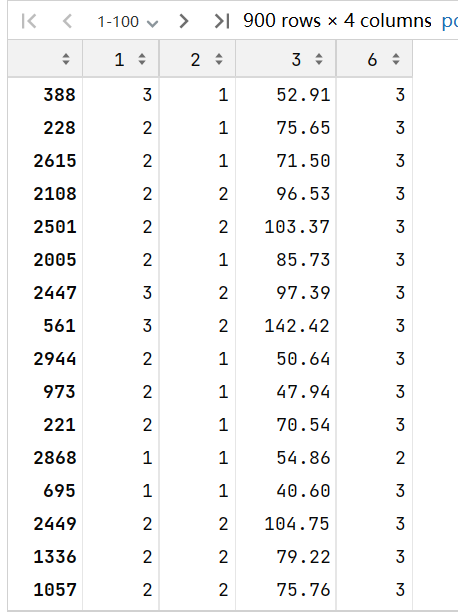 1-100 900 rows × 4 columns po
1 2 3 6
388 3 1 52.91 3
228 2 1 75.65 3
2615 2 1 71.50 3
2108 2 2 96.53 3
2501 2 2 103.37 3
2005 2 1 85.73 3
2447 3 2 97.39 3
561 3 2 142.42 3
2944 2 1 50.64 3
973 2 1 47.94 3
221 2 1 70.54 3
2868 1 1 54.86 2
695 1 1 40.60 3
2449 2 2 104.75 3
1336 2 2 79.22 3
1057 2 2 75.76 3